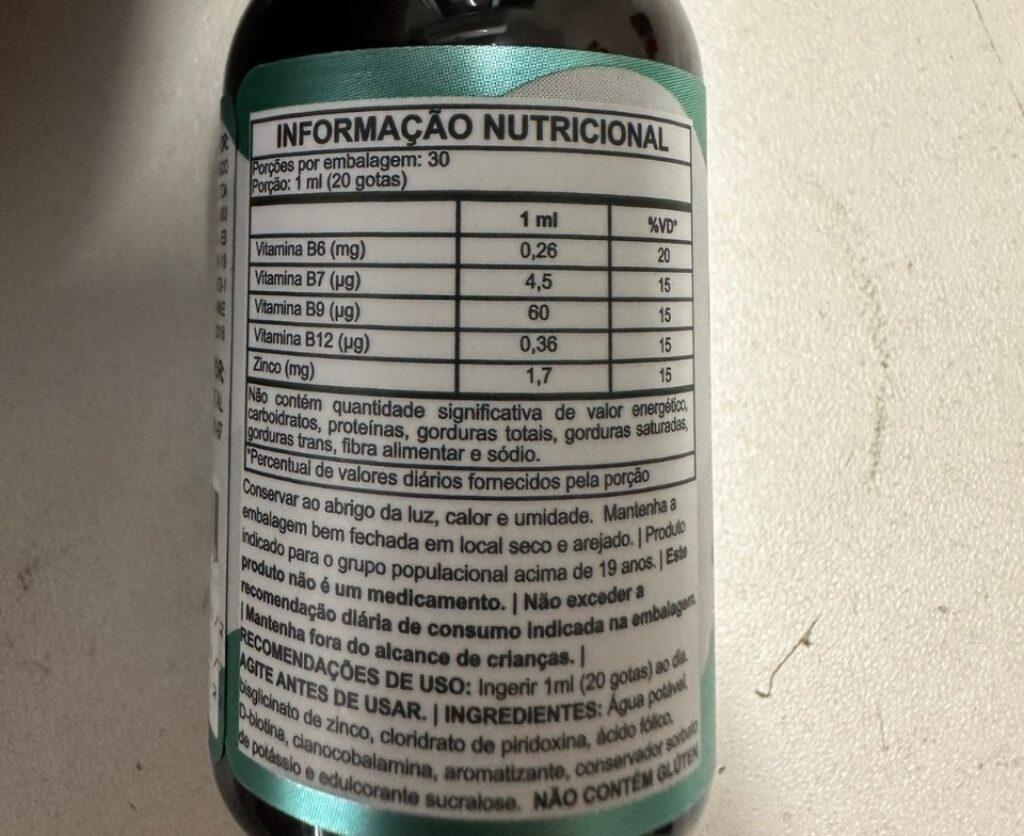 INFORMAÇÃO NUTRICIONAL
Porções por embalagem: 30
Porção: 1 ml (20 gotas)
1 ml %VD*
Vitamina B6 (mg) 0,26 20
Vitamina B7 (µg) 4,5 15
Vitamina B9 (µg) 60 15
Vitamina B12 (µg) 0,36 15
Zinco (mg) 1,7 15
Não contém quantidade significativa de valor energético,
carboidratos, proteínas, gorduras totais, gorduras saturadas,
gorduras trans, fibra alimentar e sódio.
*Percentual de valores diários fornecidos pela porção
Conservar ao abrigo da luz, calor e umidade. Mantenha a
embalagem bem fechada em local seco e arejado. | Produto
indicado para o grupo populacional acima de 19 anos. | Este
produto não é um medicamento. | Não exceder a
recomendação diária de consumo indicada na embalagem.
| Mantenha fora do alcance de crianças. |
RECOMENDAÇÕES DE USO: Ingerir 1ml (20 gotas) ao dia.
AGITE ANTES DE USAR. | INGREDIENTES: Água potável,
bisglicinato de zinco, cloridrato de piridoxina, ácido fólico,
D-biotina, cianocobalamina, aromatizante, conservador sorbato
de potássio e edulcorante sucralose. NÃO CONTÉM GLÚTEN